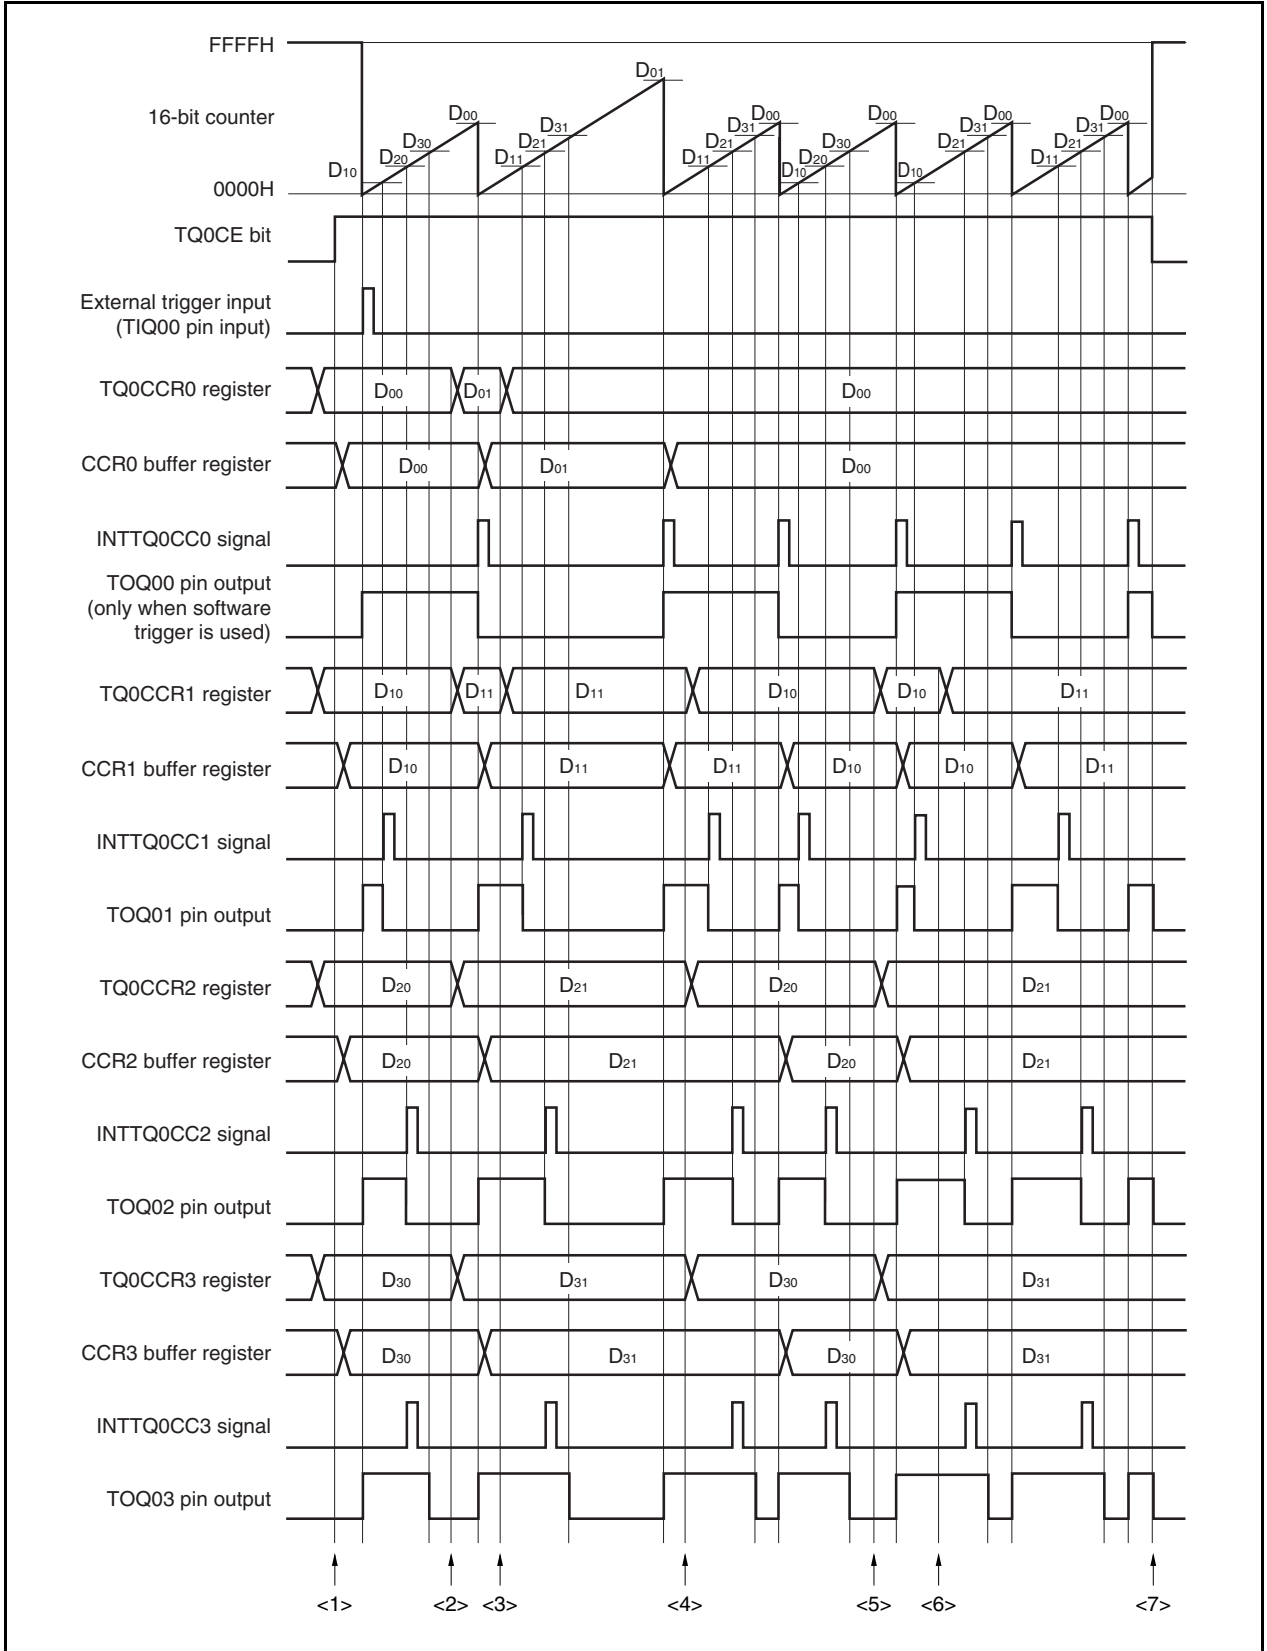 FFFFH
16-bit counter
0000H
D10
D20
D30
D00
D11
D21
D31
D01
D11
D21
D31
D00
D10
D20
D30
D00
D10
D21
D31
D00
D11
D21
D31
D00
TQ0CE bit
External trigger input
(TIQ00 pin input)
TQ0CCR0 register
D00
D01
D00
CCR0 buffer register
D00
D01
D00
INTTQ0CC0 signal
TOQ00 pin output
(only when software
trigger is used)
TQ0CCR1 register
D10
D11
D11
D10
D10
D11
CCR1 buffer register
D10
D11
D11
D10
D10
D11
INTTQ0CC1 signal
TOQ01 pin output
TQ0CCR2 register
D20
D21
D20
D21
CCR2 buffer register
D20
D21
D20
D21
INTTQ0CC2 signal
TOQ02 pin output
TQ0CCR3 register
D30
D31
D30
D31
CCR3 buffer register
D30
D31
D30
D31
INTTQ0CC3 signal
TOQ03 pin output
<1>
<2>
<3>
<4>
<5>
<6>
<7>